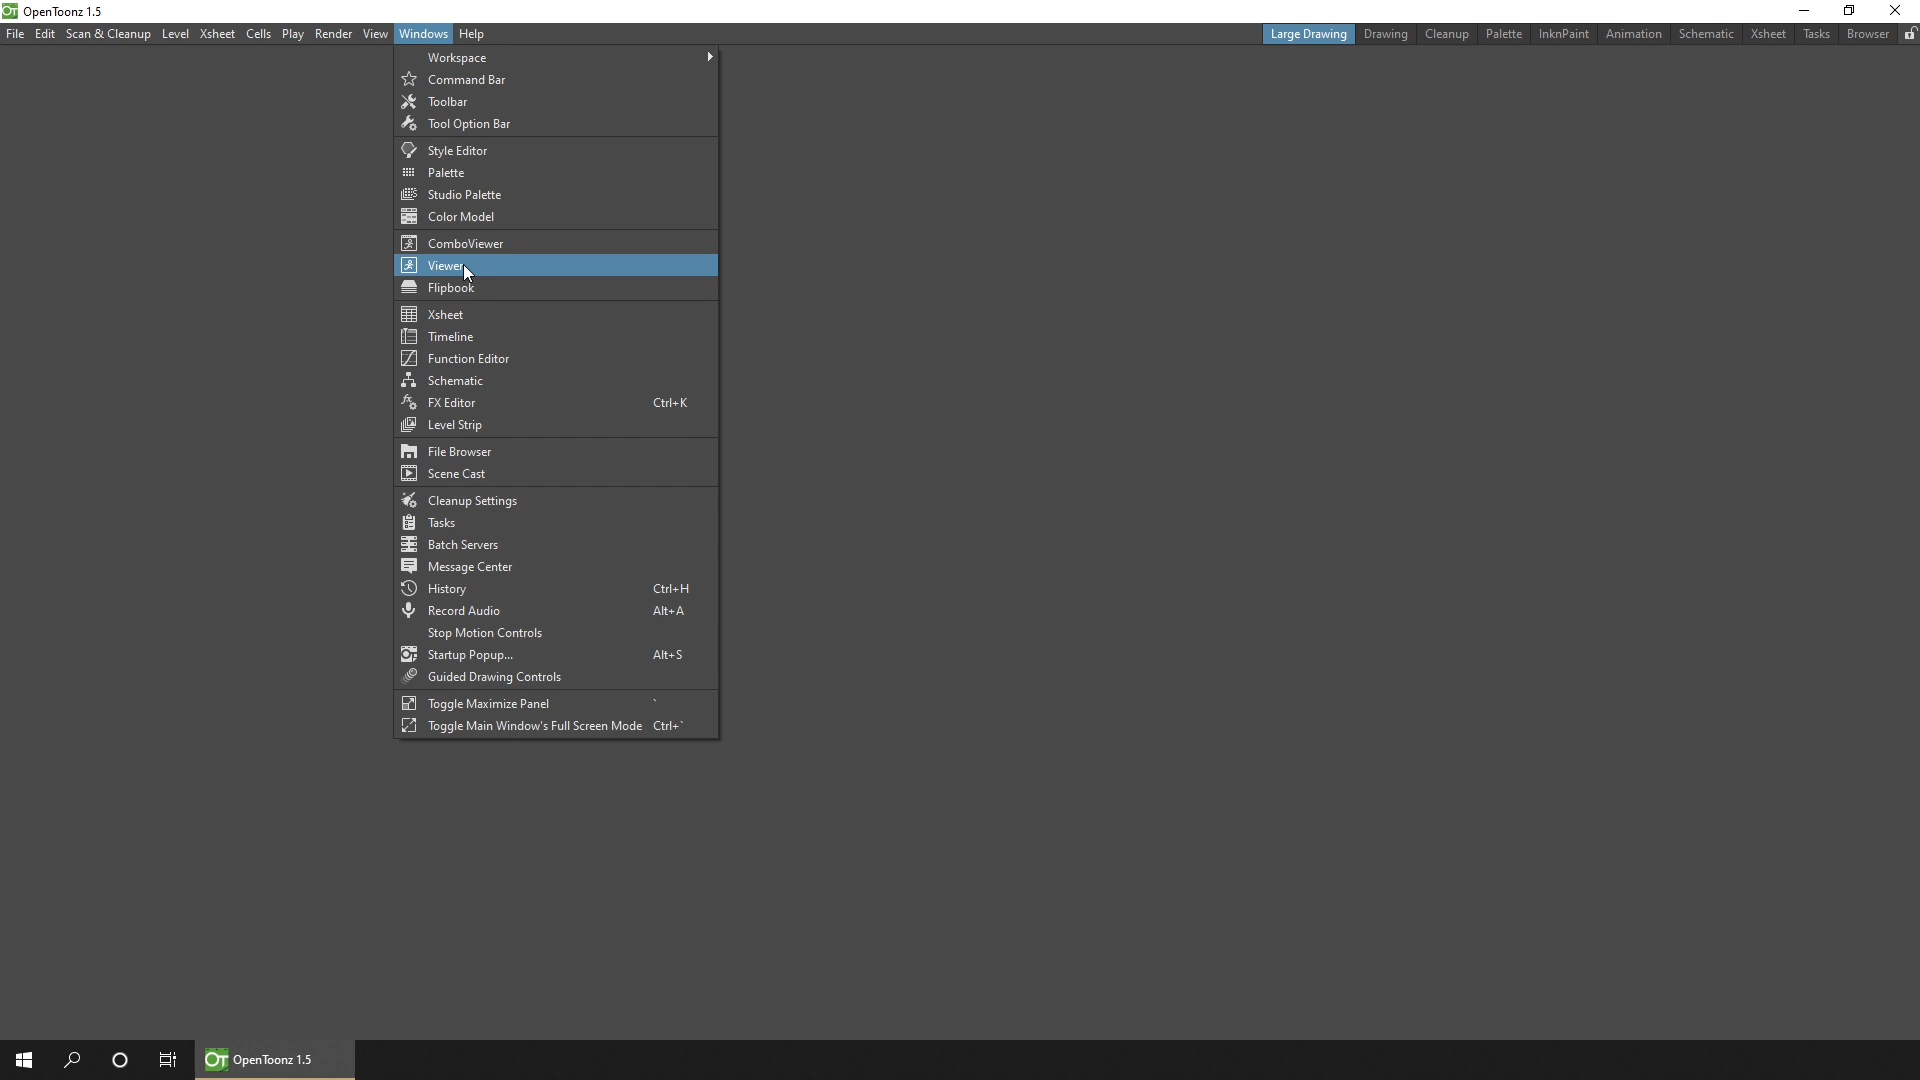 OpenToonz 1.5
File Edit Scan & Cleanup Level Xsheet Cells Play Render View Windows Help
Large Drawing Drawing Cleanup Palette InknPaint Animation Schematic Xsheet Tasks Browser
Workspace
Command Bar
Toolbar
Tool Option Bar
Style Editor
Palette
Studio Palette
Color Model
ComboViewer
Viewer
Flipbook
Xsheet
Timeline
Function Editor
Schematic
FX Editor Ctrl+K
Level Strip
File Browser
Scene Cast
Cleanup Settings
Tasks
Batch Servers
Message Center
History Ctrl+H
Record Audio Alt+A
Stop Motion Controls
Startup Popup... Alt+S
Guided Drawing Controls
Toggle Maximize Panel `
Toggle Main Window's Full Screen Mode Ctrl+`
OpenToonz 1.5